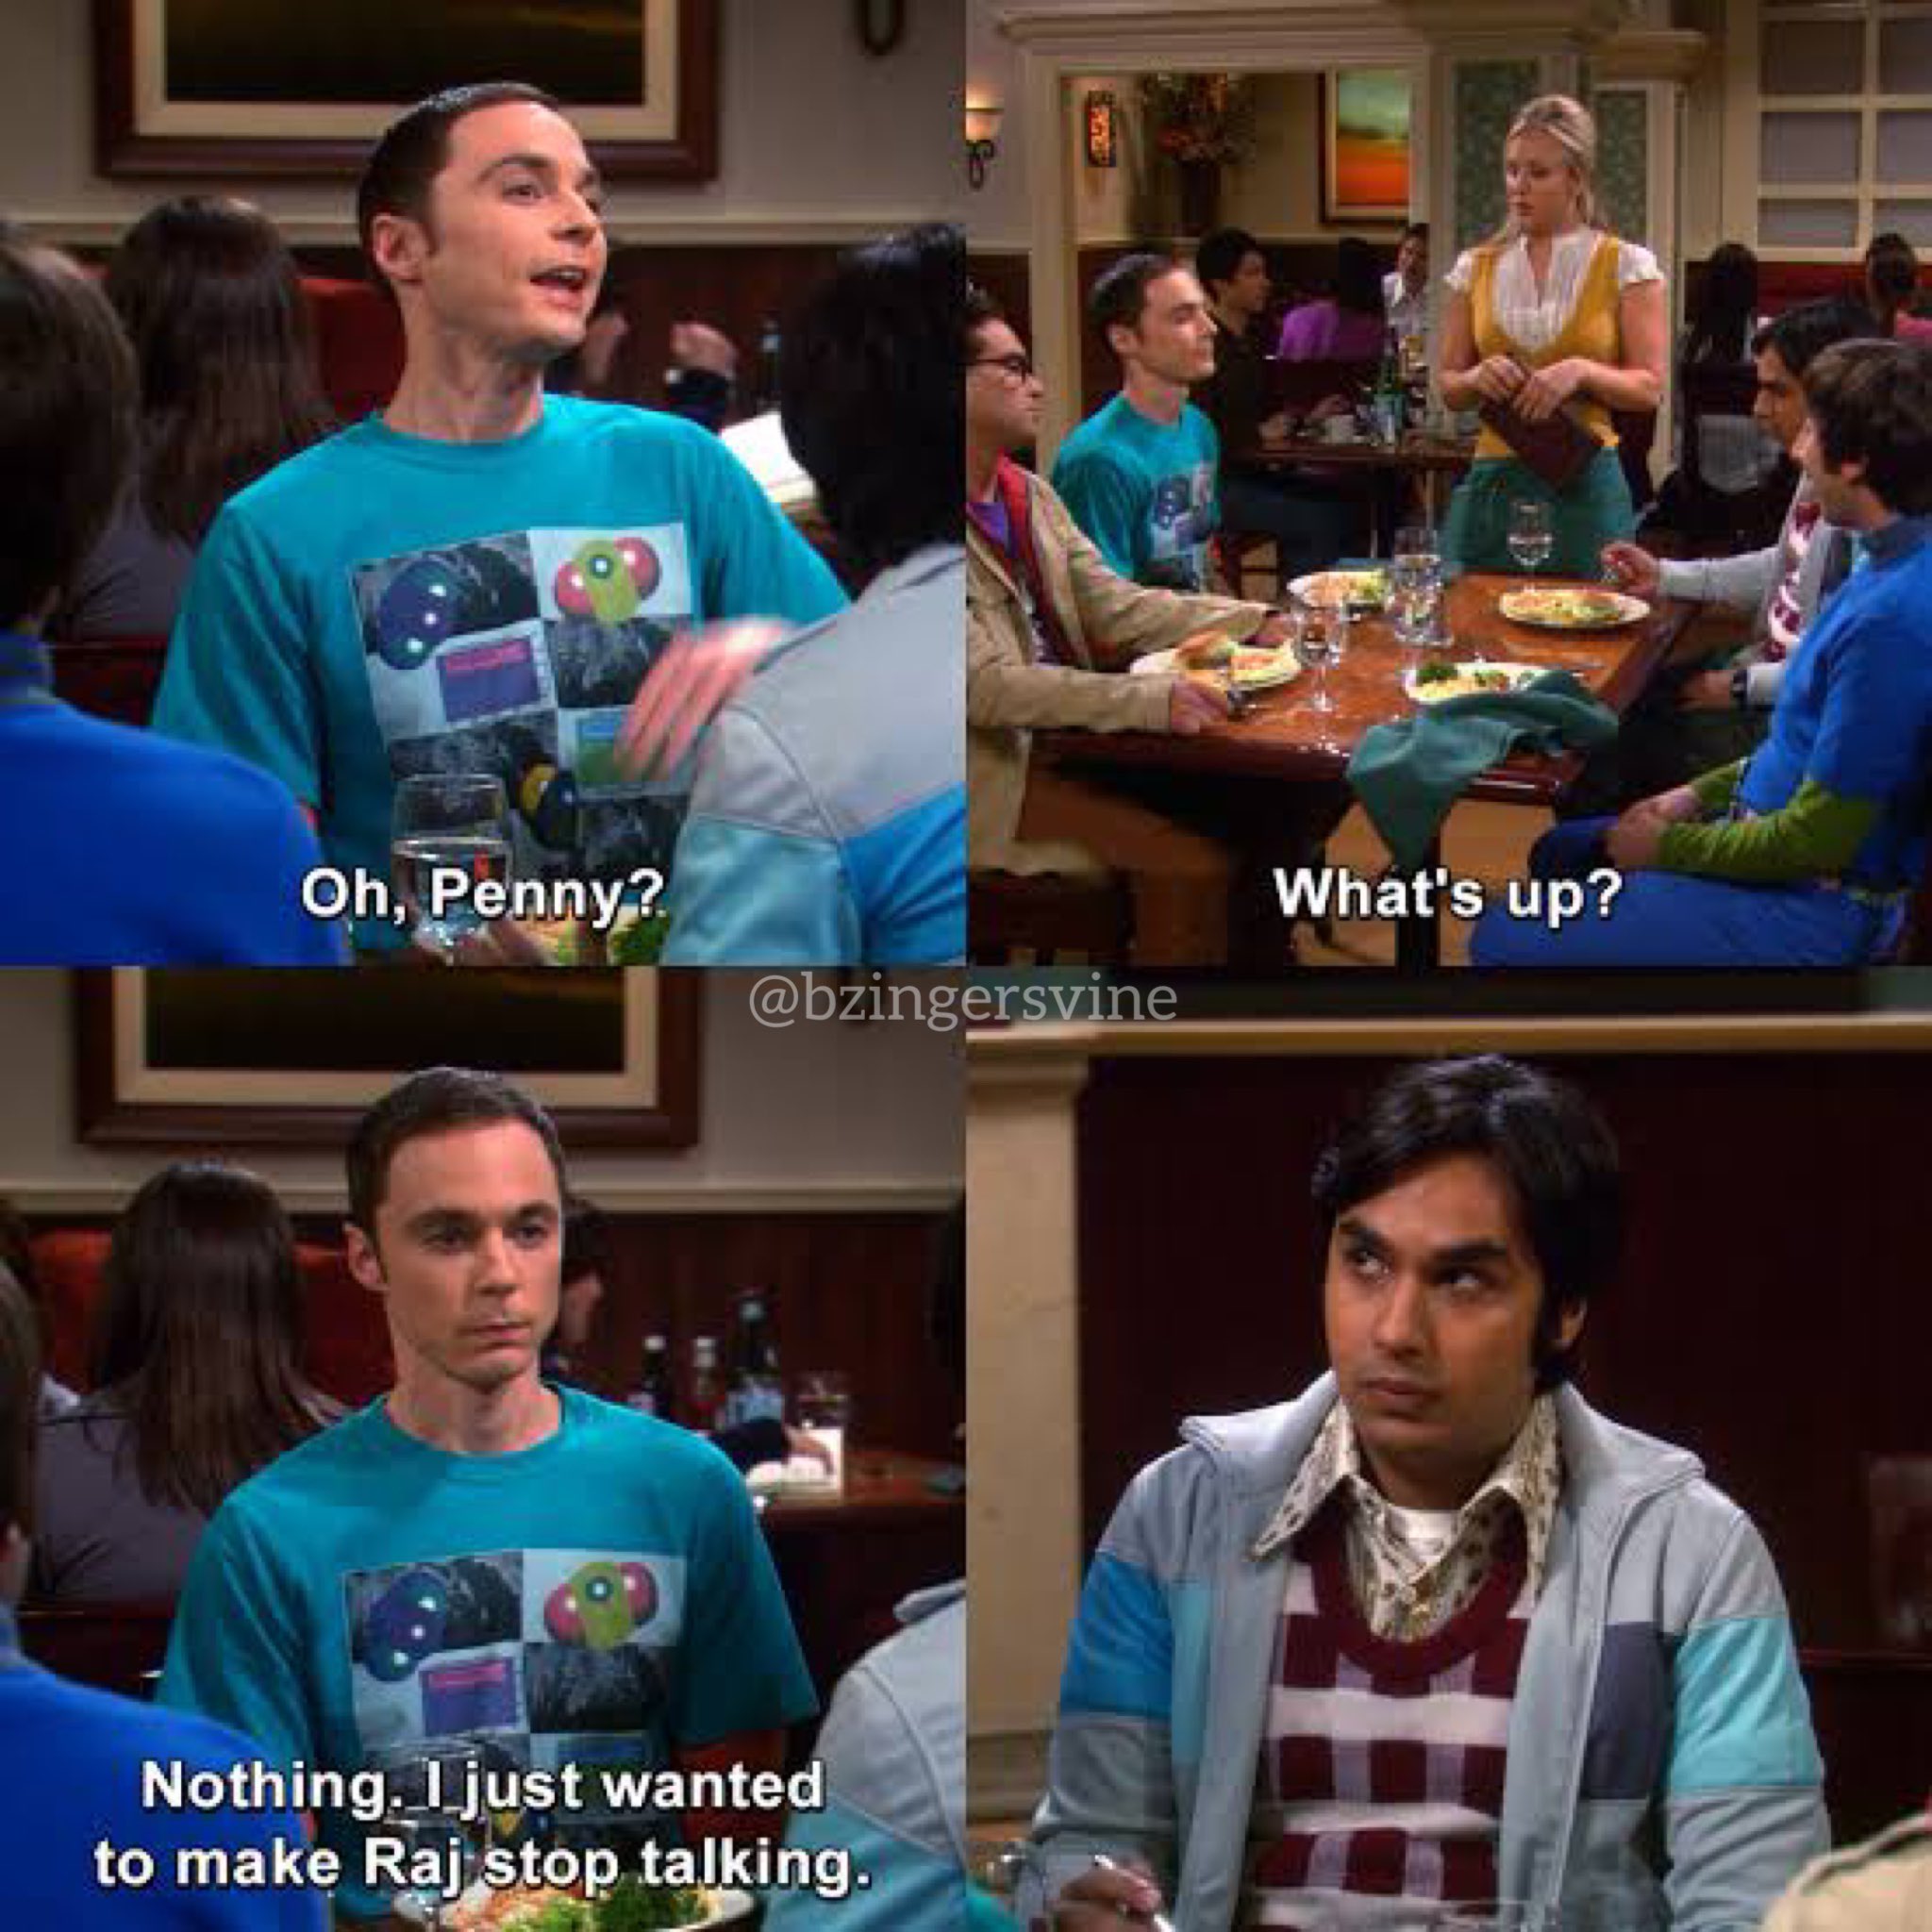 Oh, Penny?
What's up?
@bzingersvine
Nothing. I just wanted
to make Raj stop talking.